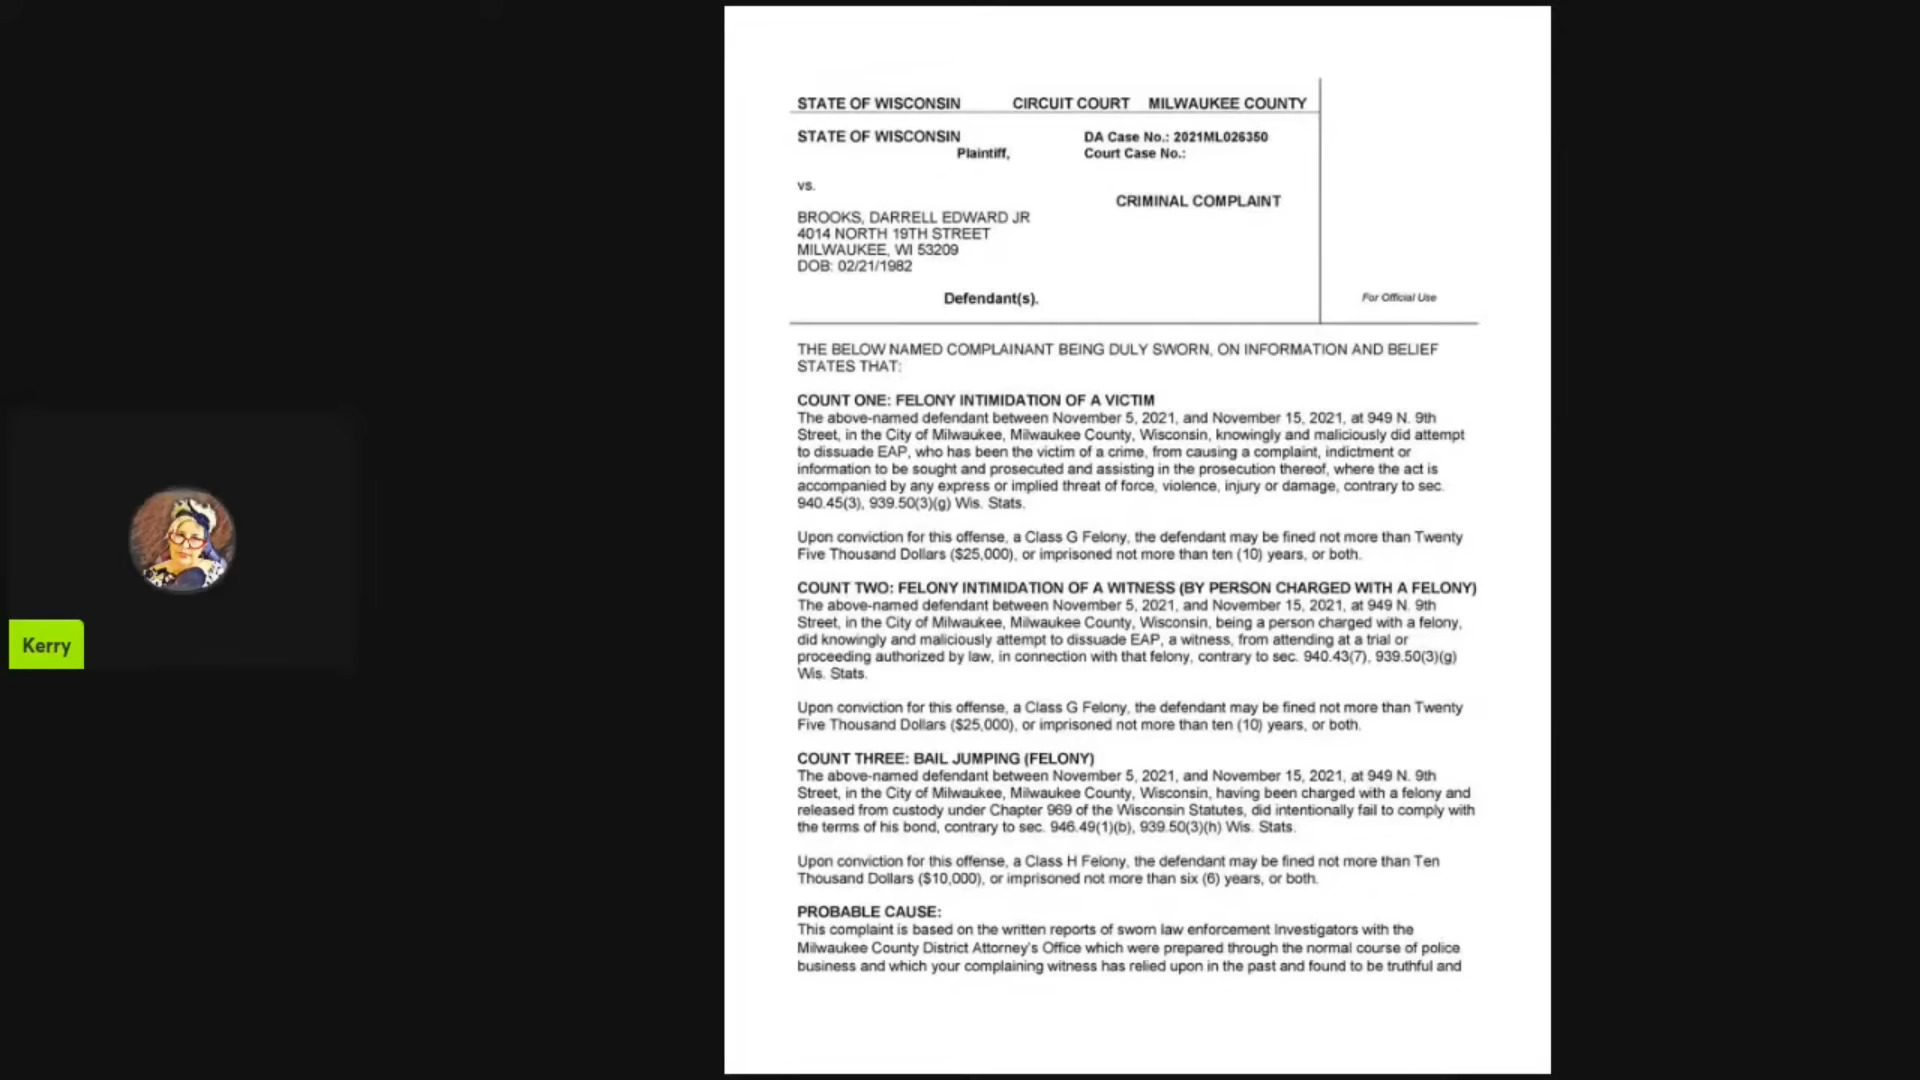 STATE OF WISCONSIN CIRCUIT COURT MILWAUKEE COUNTY
STATE OF WISCONSIN
Plaintiff,
DA Case No.: 2021ML026350
Court Case No.:
vs.
CRIMINAL COMPLAINT
BROOKS, DARRELL EDWARD JR
4014 NORTH 19TH STREET
MILWAUKEE, WI 53209
DOB: 02/21/1982
Defendant(s).
For Official Use
THE BELOW NAMED COMPLAINANT BEING DULY SWORN, ON INFORMATION AND BELIEF
STATES THAT:
COUNT ONE: FELONY INTIMIDATION OF A VICTIM
The above-named defendant between November 5, 2021, and November 15, 2021, at 949 N. 9th
Street, in the City of Milwaukee, Milwaukee County, Wisconsin, knowingly and maliciously did attempt
to dissuade EAP, who has been the victim of a crime, from causing a complaint, indictment or
information to be sought and prosecuted and assisting in the prosecution thereof, where the act is
accompanied by any express or implied threat of force, violence, injury or damage, contrary to sec.
940.45(3), 939.50(3)(g) Wis. Stats.
Upon conviction for this offense, a Class G Felony, the defendant may be fined not more than Twenty
Five Thousand Dollars ($25,000), or imprisoned not more than ten (10) years, or both.
COUNT TWO: FELONY INTIMIDATION OF A WITNESS (BY PERSON CHARGED WITH A FELONY)
The above-named defendant between November 5, 2021, and November 15, 2021, at 949 N. 9th
Street, in the City of Milwaukee, Milwaukee County, Wisconsin, being a person charged with a felony,
did knowingly and maliciously attempt to dissuade EAP, a witness, from attending at a trial or
proceeding authorized by law, in connection with that felony, contrary to sec. 940.43(7), 939.50(3)(g)
Wis. Stats.
Upon conviction for this offense, a Class G Felony, the defendant may be fined not more than Twenty
Five Thousand Dollars ($25,000), or imprisoned not more than ten (10) years, or both.
COUNT THREE: BAIL JUMPING (FELONY)
The above-named defendant between November 5, 2021, and November 15, 2021, at 949 N. 9th
Street, in the City of Milwaukee, Milwaukee County, Wisconsin, having been charged with a felony and
released from custody under Chapter 969 of the Wisconsin Statutes, did intentionally fail to comply with
the terms of his bond, contrary to sec. 946.49(1)(b), 939.50(3)(h) Wis. Stats.
Upon conviction for this offense, a Class H Felony, the defendant may be fined not more than Ten
Thousand Dollars ($10,000), or imprisoned not more than six (6) years, or both.
PROBABLE CAUSE:
This complaint is based on the written reports of sworn law enforcement Investigators with the
Milwaukee County District Attorney's Office which were prepared through the normal course of police
business and which your complaining witness has relied upon in the past and found to be truthful and
Kerry